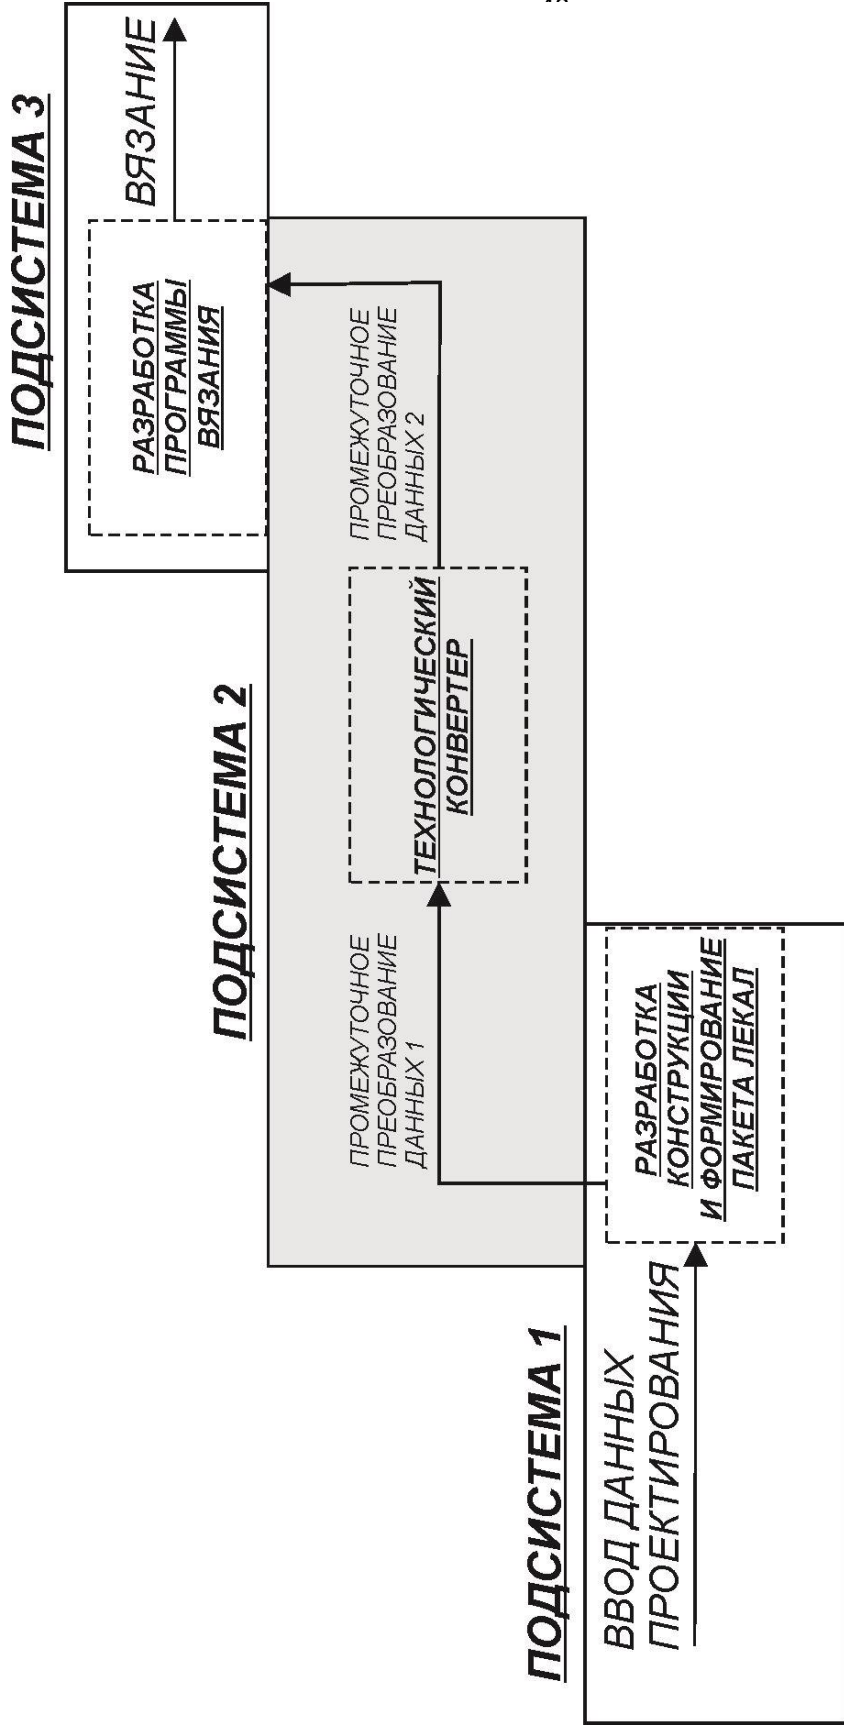 ПОДСИСТЕМА 1
ВВОД ДАННЫХ
ПРОЕКТИРОВАНИЯ
РАЗРАБОТКА
КОНСТРУКЦИИ
И ФОРМИРОВАНИЕ
ПАКЕТА ЛЕКАЛ
ПОДСИСТЕМА 2
ПРОМЕЖУТОЧНОЕ
ПРЕОБРАЗОВАНИЕ
ДАННЫХ 1
ТЕХНОЛОГИЧЕСКИЙ
КОНВЕРТЕР
ПРОМЕЖУТОЧНОЕ
ПРЕОБРАЗОВАНИЕ
ДАННЫХ 2
ПОДСИСТЕМА 3
РАЗРАБОТКА
ПРОГРАММЫ
ВЯЗАНИЯ
ВЯЗАНИЕ